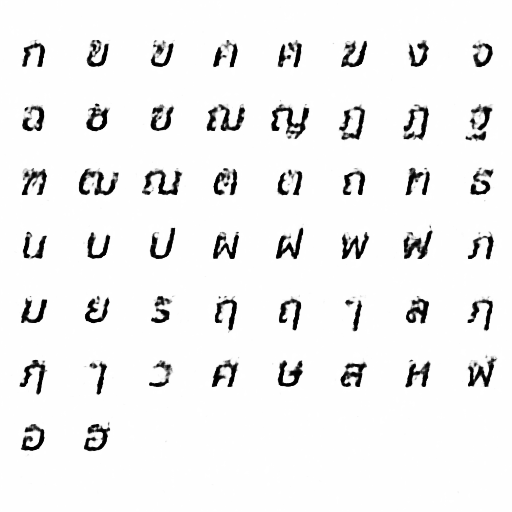 ก ข ฃ ค ฅ ฆ ง จ
ฉ ช ซ ฌ ญ ฎ ฏ ฐ
ฑ ฒ ณ ด ต ถ ท ธ
น บ ป ผ ฝ พ ฟ ภ
ม ย ร ฤ ฤ ๅ ล ฦ
ฦ ๅ ว ศ ษ ส ห ฬ
อ ฮ